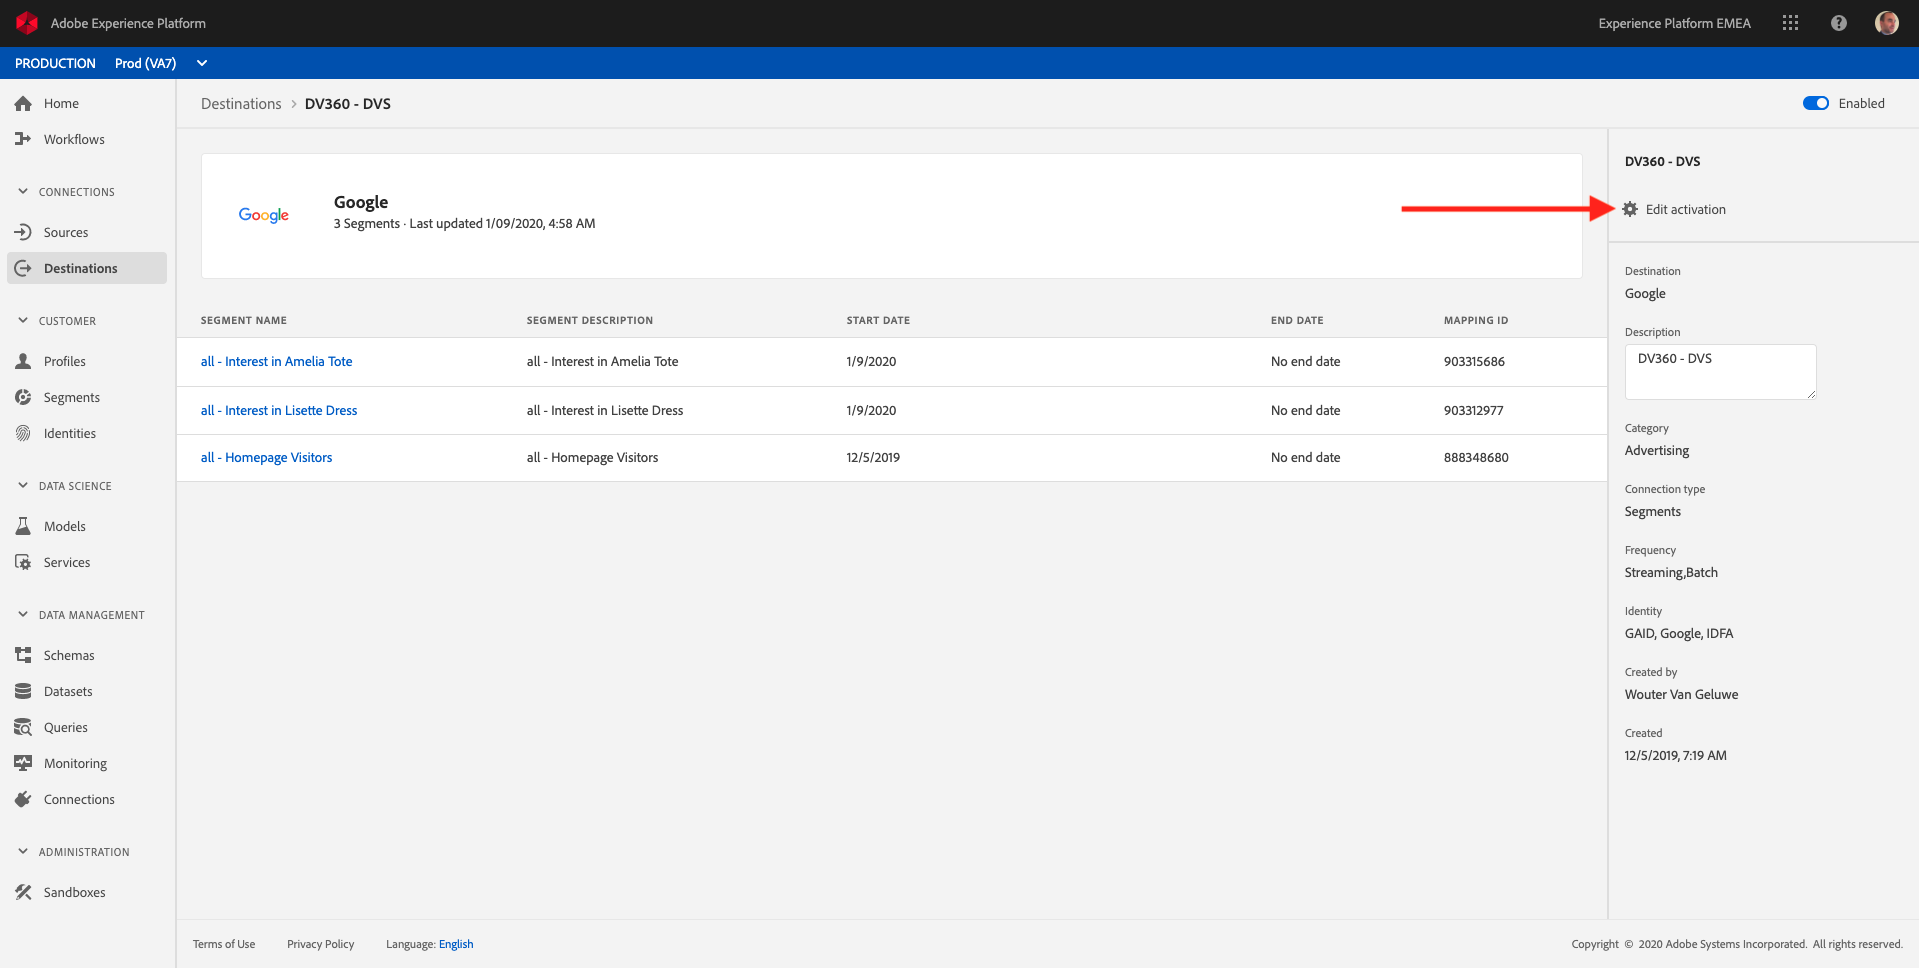 Adobe Experience Platform
Experience Platform EMEA
PRODUCTION Prod (VA7)
Home
Workflows
CONNECTIONS
Sources
Destinations
CUSTOMER
Profiles
Segments
Identities
DATA SCIENCE
Models
Services
DATA MANAGEMENT
Schemas
Datasets
Queries
Monitoring
Connections
ADMINISTRATION
Sandboxes
Destinations > DV360 - DVS
Enabled
Google
Google
3 Segments · Last updated 1/09/2020, 4:58 AM
SEGMENT NAME SEGMENT DESCRIPTION START DATE END DATE MAPPING ID
all - Interest in Amelia Tote all - Interest in Amelia Tote 1/9/2020 No end date 903315686
all - Interest in Lisette Dress all - Interest in Lisette Dress 1/9/2020 No end date 903312977
all - Homepage Visitors all - Homepage Visitors 12/5/2019 No end date 888348680
DV360 - DVS
Edit activation
Destination
Google
Description
DV360 - DVS
Category
Advertising
Connection type
Segments
Frequency
Streaming,Batch
Identity
GAID, Google, IDFA
Created by
Wouter Van Geluwe
Created
12/5/2019, 7:19 AM
Terms of Use Privacy Policy Language: English
Copyright © 2020 Adobe Systems Incorporated. All rights reserved.